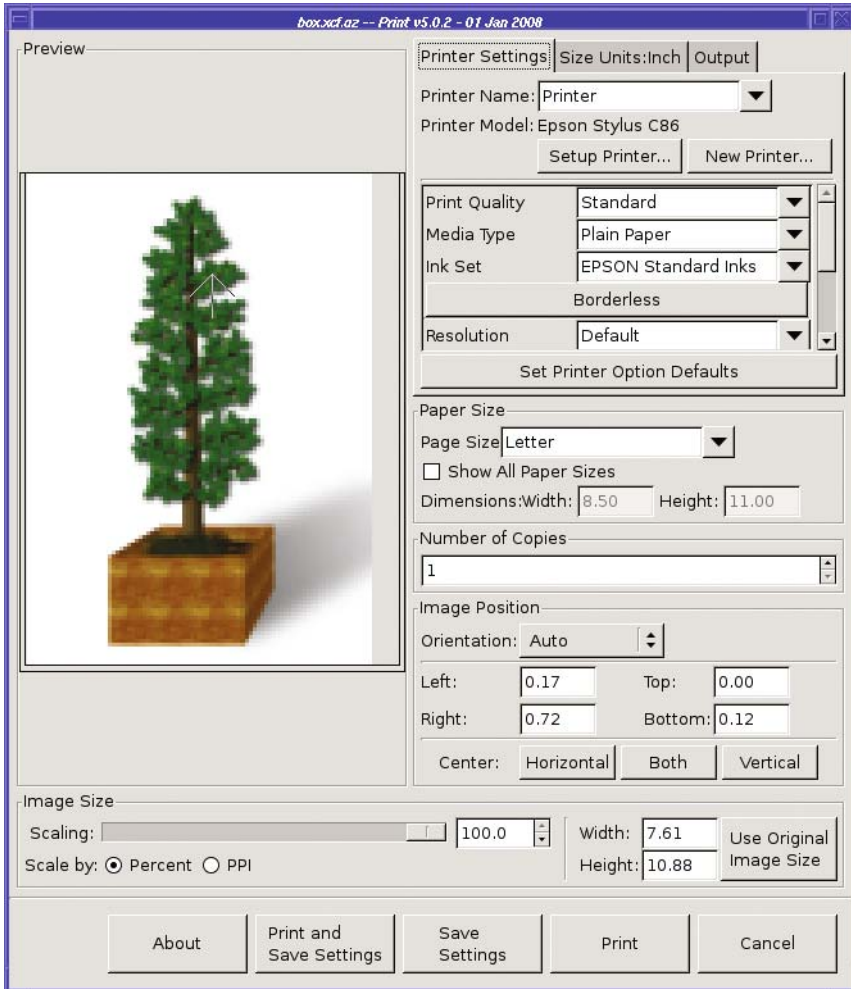 box.xcf.gz -- Print v5.0.2 - 01 Jan 2008
Preview
Printer Settings Size Units:Inch Output
Printer Name: Printer
Printer Model: Epson Stylus C86
Setup Printer... New Printer...
Print Quality Standard
Media Type Plain Paper
Ink Set EPSON Standard Inks
Borderless
Resolution Default
Set Printer Option Defaults
Paper Size
Page Size Letter
Show All Paper Sizes
Dimensions:Width: 8.50 Height: 11.00
Number of Copies
1
Image Position
Orientation: Auto
Left: 0.17 Top: 0.00
Right: 0.72 Bottom: 0.12
Center: Horizontal Both Vertical
Image Size
Scaling: 100.0
Scale by: Percent PPI
Width: 7.61
Height: 10.88
Use Original
Image Size
About
Print and
Save Settings
Save
Settings
Print
Cancel